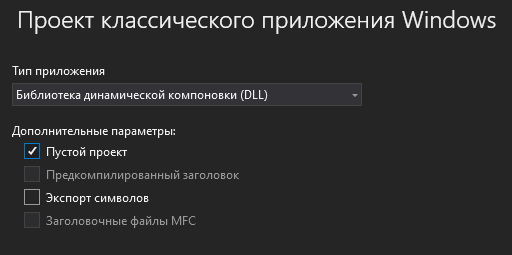 Проект классического приложения Windows
Тип приложения
Библиотека динамической компоновки (DLL)
Дополнительные параметры:
Пустой проект
Предкомпилированный заголовок
Экспорт символов
Заголовочные файлы MFC